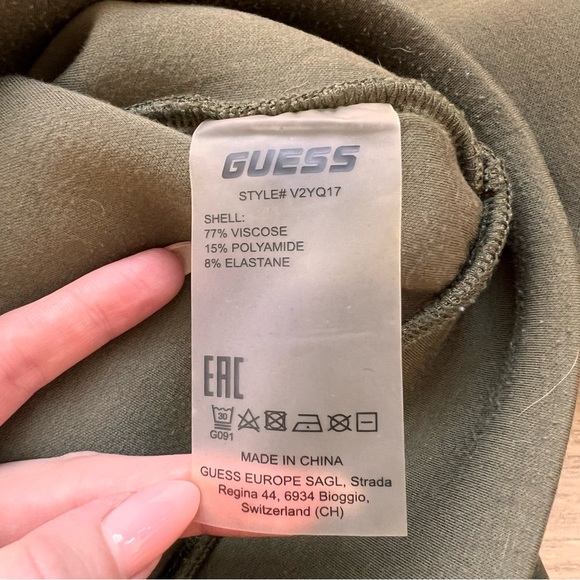 GUESS
STYLE# V2YQ17
SHELL:
77% VISCOSE
15% POLYAMIDE
8% ELASTANE
EAC
30
G091
MADE IN CHINA
GUESS EUROPE SAGL, Strada
Regina 44, 6934 Bioggio,
Switzerland (CH)